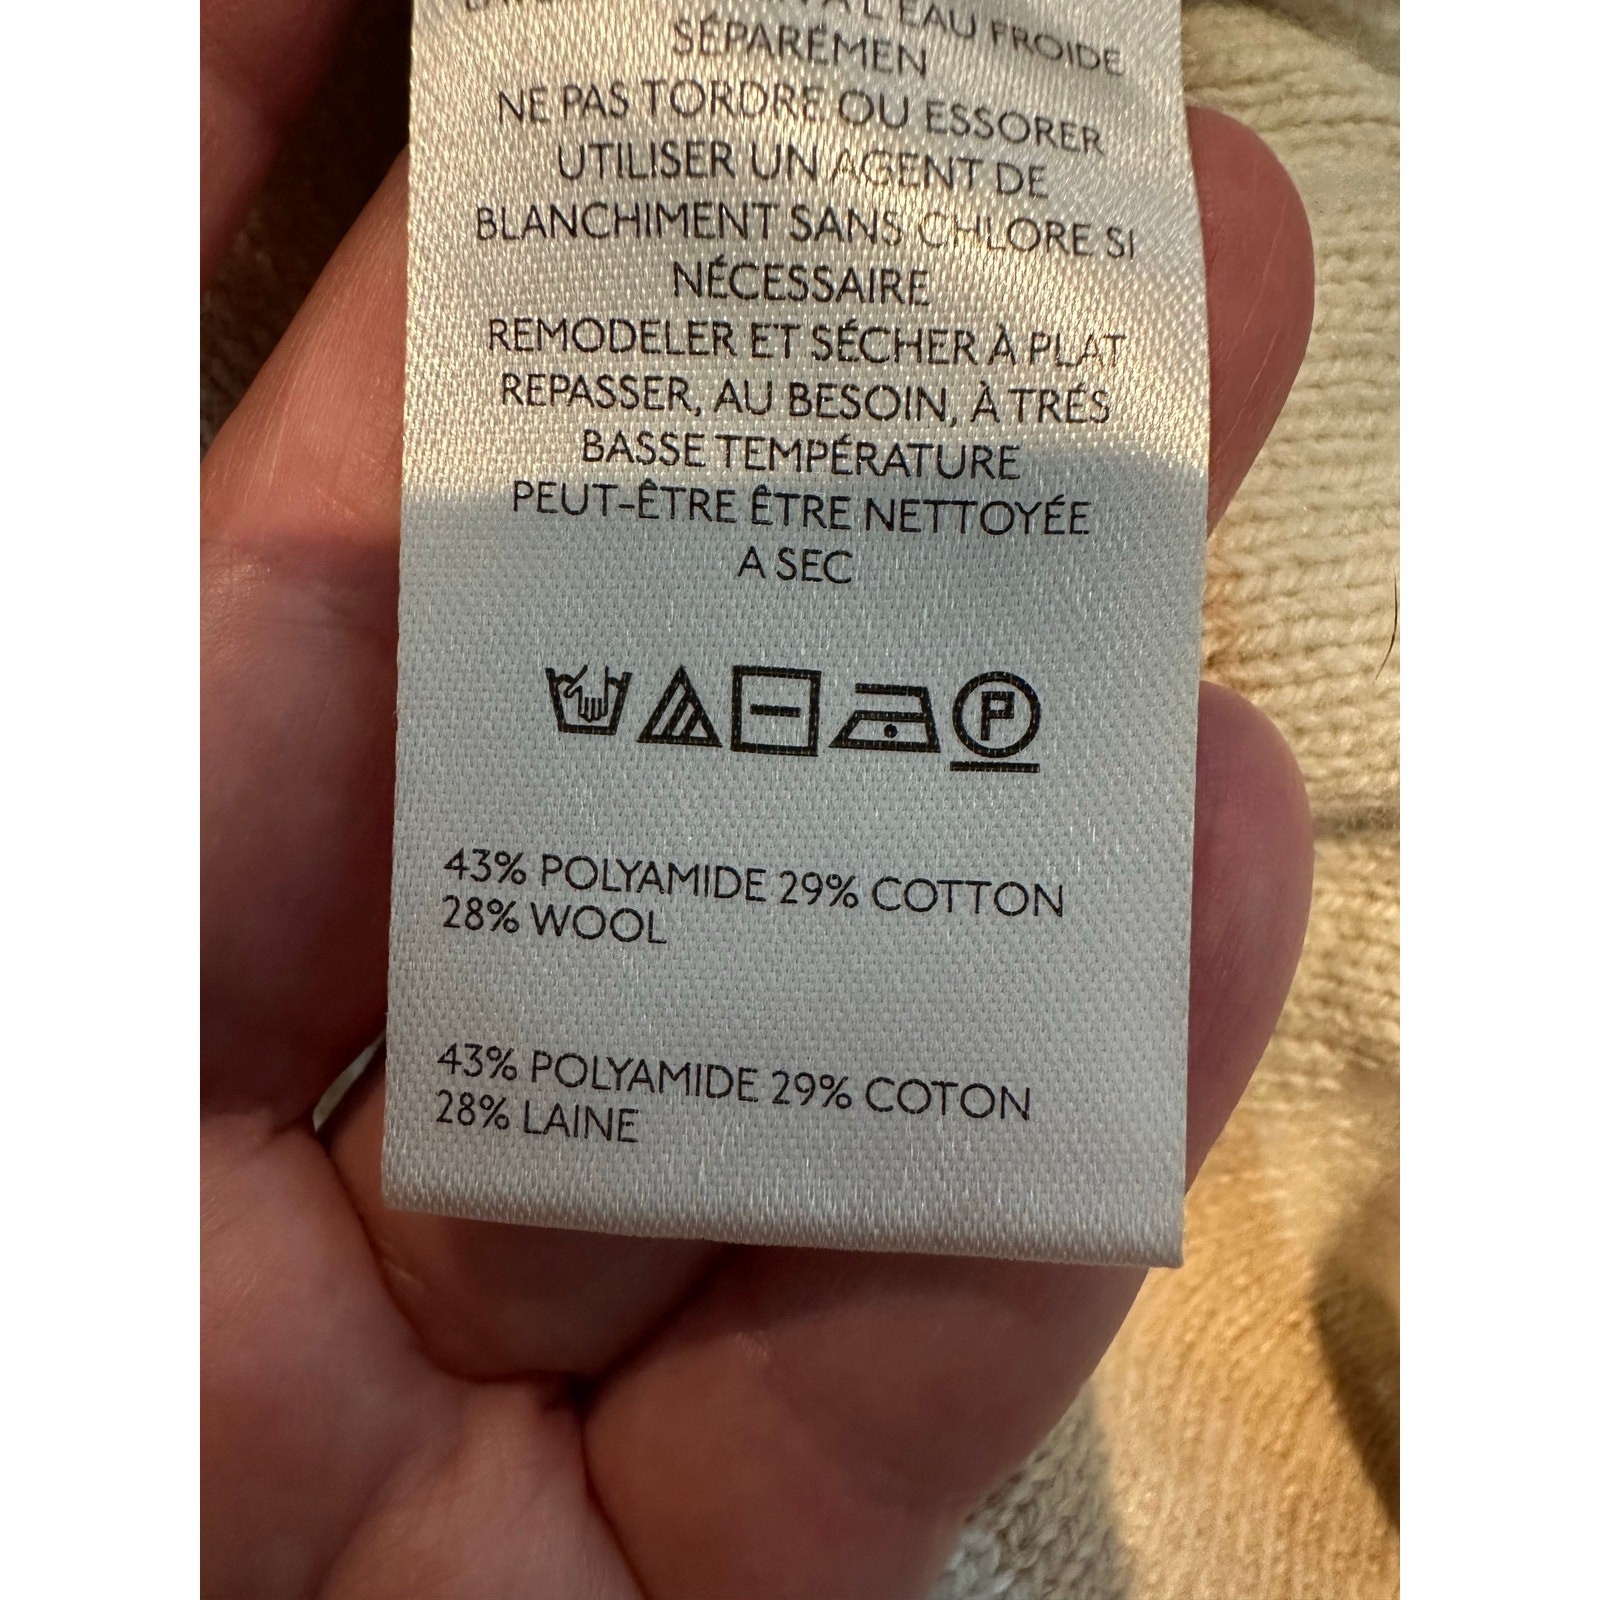 À L'EAU FROIDE
SÉPARÉMEN
NE PAS TORDRE OU ESSORER
UTILISER UN AGENT DE
BLANCHIMENT SANS CHLORE SI
NÉCESSAIRE
REMODELER ET SÉCHER À PLAT
REPASSER, AU BESOIN, À TRÉS
BASSE TEMPÉRATURE
PEUT-ÊTRE ÊTRE NETTOYÉE
A SEC
P
43% POLYAMIDE 29% COTTON
28% WOOL
43% POLYAMIDE 29% COTON
28% LAINE